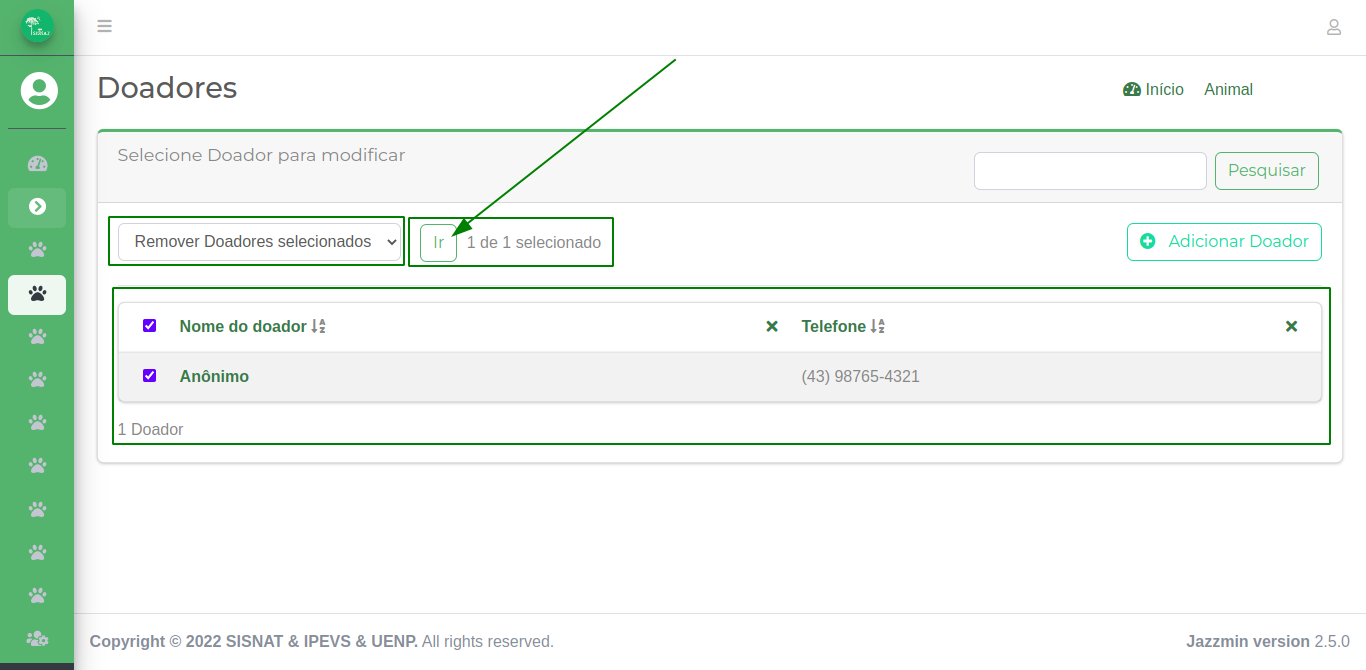 SISNAT
Doadores
Início Animal
Selecione Doador para modificar
Pesquisar
Remover Doadores selecionados
Ir 1 de 1 selecionado
Adicionar Doador
Nome do doador Telefone
Anônimo (43) 98765-4321
1 Doador
Copyright © 2022 SISNAT & IPEVS & UENP. All rights reserved.
Jazzmin version 2.5.0